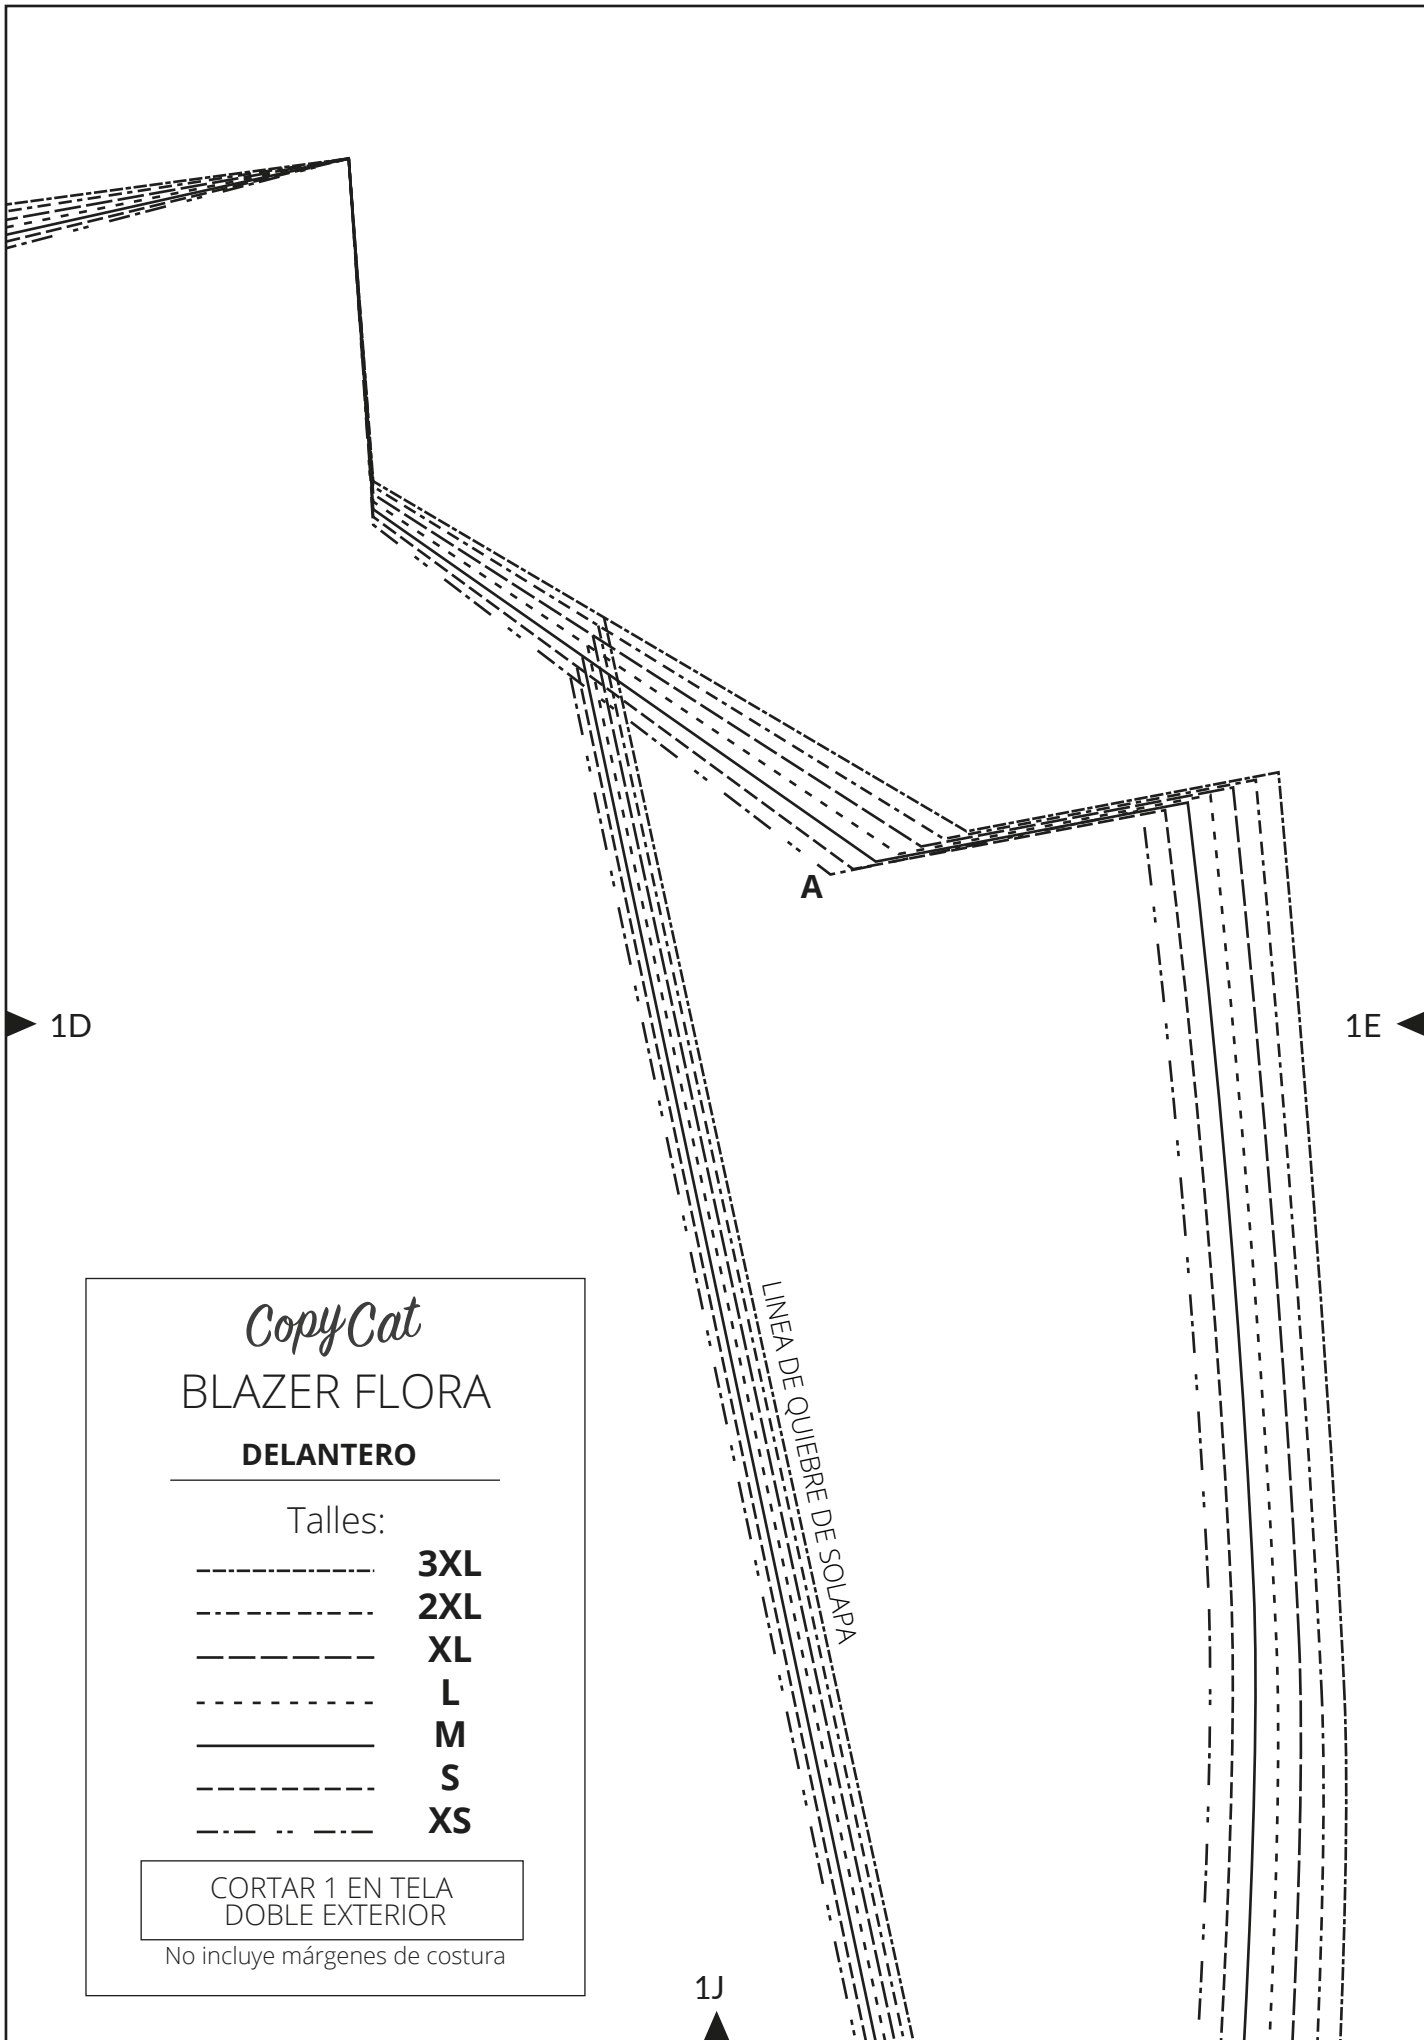 A
1D
1E
LINEA DE QUIEBRE DE SOLAPA
CopyCat
BLAZER FLORA
DELANTERO
Talles:
3XL
2XL
XL
L
M
S
XS
CORTAR 1 EN TELA
DOBLE EXTERIOR
No incluye márgenes de costura
1J